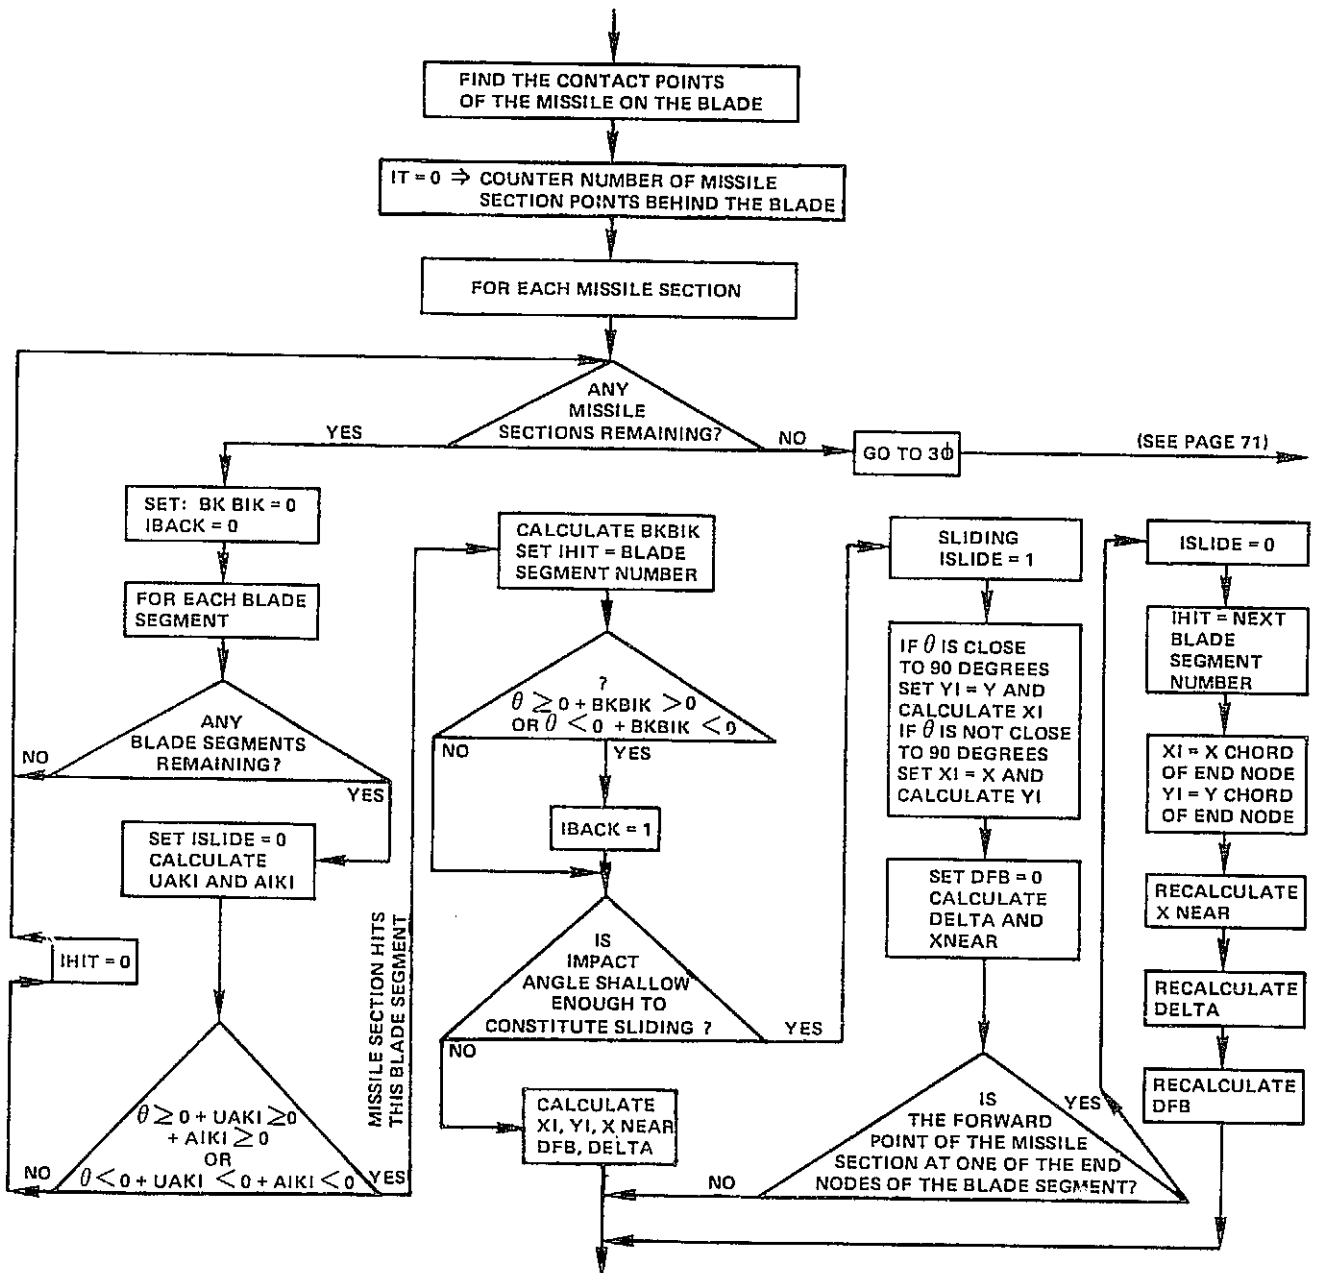 FIND THE CONTACT POINTS
OF THE MISSILE ON THE BLADE
IT = 0 ⇒ COUNTER NUMBER OF MISSILE
SECTION POINTS BEHIND THE BLADE
FOR EACH MISSILE SECTION
ANY
MISSILE
SECTIONS REMAINING?
YES
NO
GO TO 3ϕ
(SEE PAGE 71)
SET: BK BIK = 0
IBACK = 0
FOR EACH BLADE
SEGMENT
ANY
BLADE SEGMENTS
REMAINING?
NO
YES
SET ISLIDE = 0
CALCULATE
UAKI AND AIKI
IHIT = 0
θ ≥ 0 + UAKI ≥ 0
+ AIKI ≥ 0
OR
θ < 0 + UAKI < 0 + AIKI < 0
NO
YES
MISSILE SECTION HITS
THIS BLADE SEGMENT
CALCULATE BKBIK
SET IHIT = BLADE
SEGMENT NUMBER
?
θ ≥ 0 + BKBIK > 0
OR θ < 0 + BKBIK < 0
NO
YES
IBACK = 1
IS
IMPACT
ANGLE SHALLOW
ENOUGH TO
CONSTITUTE SLIDING ?
NO
YES
CALCULATE
XI, YI, X NEAR
DFB, DELTA
SLIDING
ISLIDE = 1
IF θ IS CLOSE
TO 90 DEGREES
SET YI = Y AND
CALCULATE XI
IF θ IS NOT CLOSE
TO 90 DEGREES
SET XI = X AND
CALCULATE YI
SET DFB = 0
CALCULATE
DELTA AND
XNEAR
IS
THE FORWARD
POINT OF THE MISSILE
SECTION AT ONE OF THE END
NODES OF THE BLADE SEGMENT?
YES
NO
ISLIDE = 0
IHIT = NEXT
BLADE
SEGMENT
NUMBER
XI = X CHORD
OF END NODE
YI = Y CHORD
OF END NODE
RECALCULATE
X NEAR
RECALCULATE
DELTA
RECALCULATE
DFB